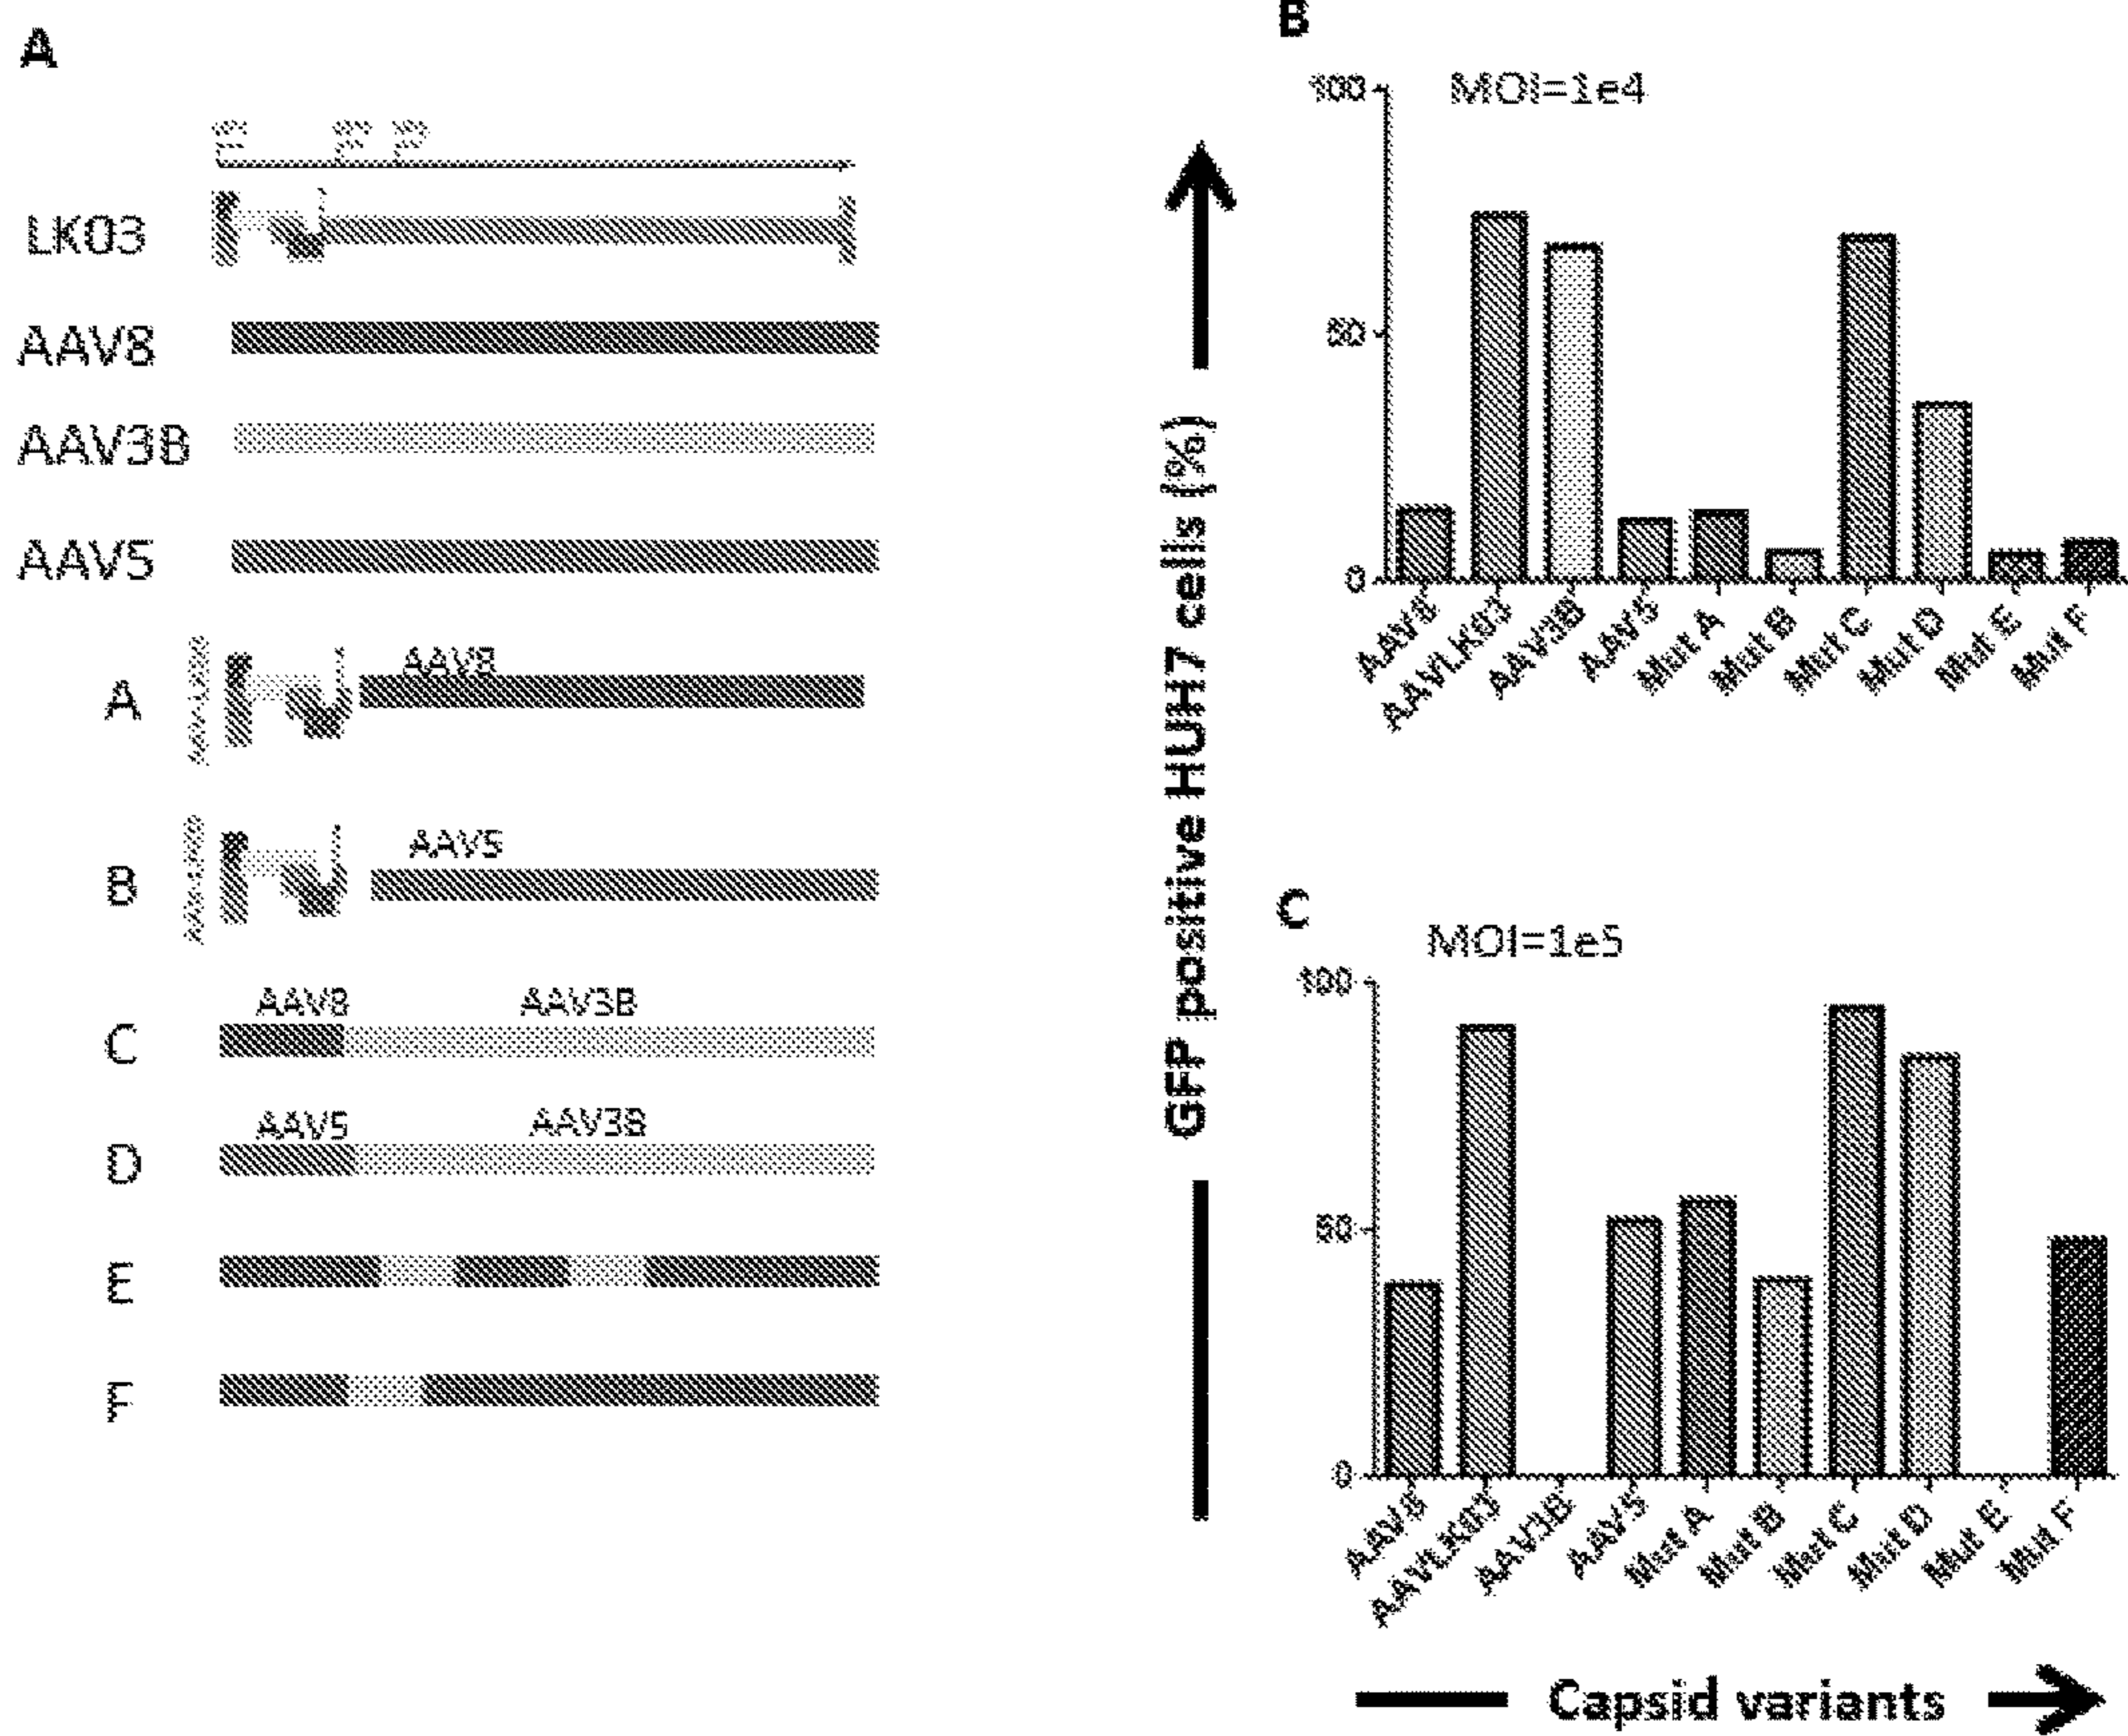 A
LK03
AAV8
AAV3B
AAV5
A
AAV8
B
AAV5
C
AAV8
AAV3B
D
AAV5
AAV3B
E
F
GFP positive HUH7 cells (%)
B
MOI=1e4
100
50
0
AAV8
AAVLK03
AAV3B
AAV5
Mut A
Mut B
Mut C
Mut D
Mut E
Mut F
C
MOI=1e5
100
50
0
AAV8
AAVLK03
AAV3B
AAV5
Mut A
Mut B
Mut C
Mut D
Mut E
Mut F
Capsid variants